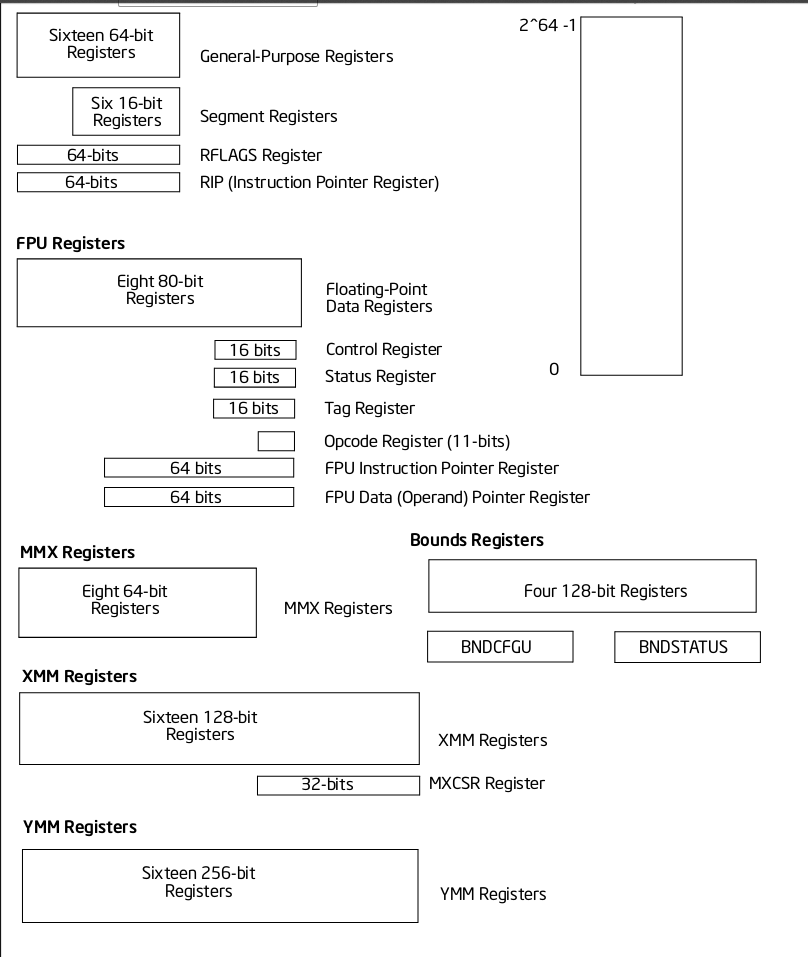 Sixteen 64-bit
Registers
General-Purpose Registers
2^64 -1
Six 16-bit
Registers
Segment Registers
64-bits
RFLAGS Register
64-bits
RIP (Instruction Pointer Register)
FPU Registers
Eight 80-bit
Registers
Floating-Point
Data Registers
16 bits
Control Register
0
16 bits
Status Register
16 bits
Tag Register
Opcode Register (11-bits)
64 bits
FPU Instruction Pointer Register
64 bits
FPU Data (Operand) Pointer Register
MMX Registers
Eight 64-bit
Registers
MMX Registers
Bounds Registers
Four 128-bit Registers
BNDCFGU
BNDSTATUS
XMM Registers
Sixteen 128-bit
Registers
XMM Registers
32-bits
MXCSR Register
YMM Registers
Sixteen 256-bit
Registers
YMM Registers